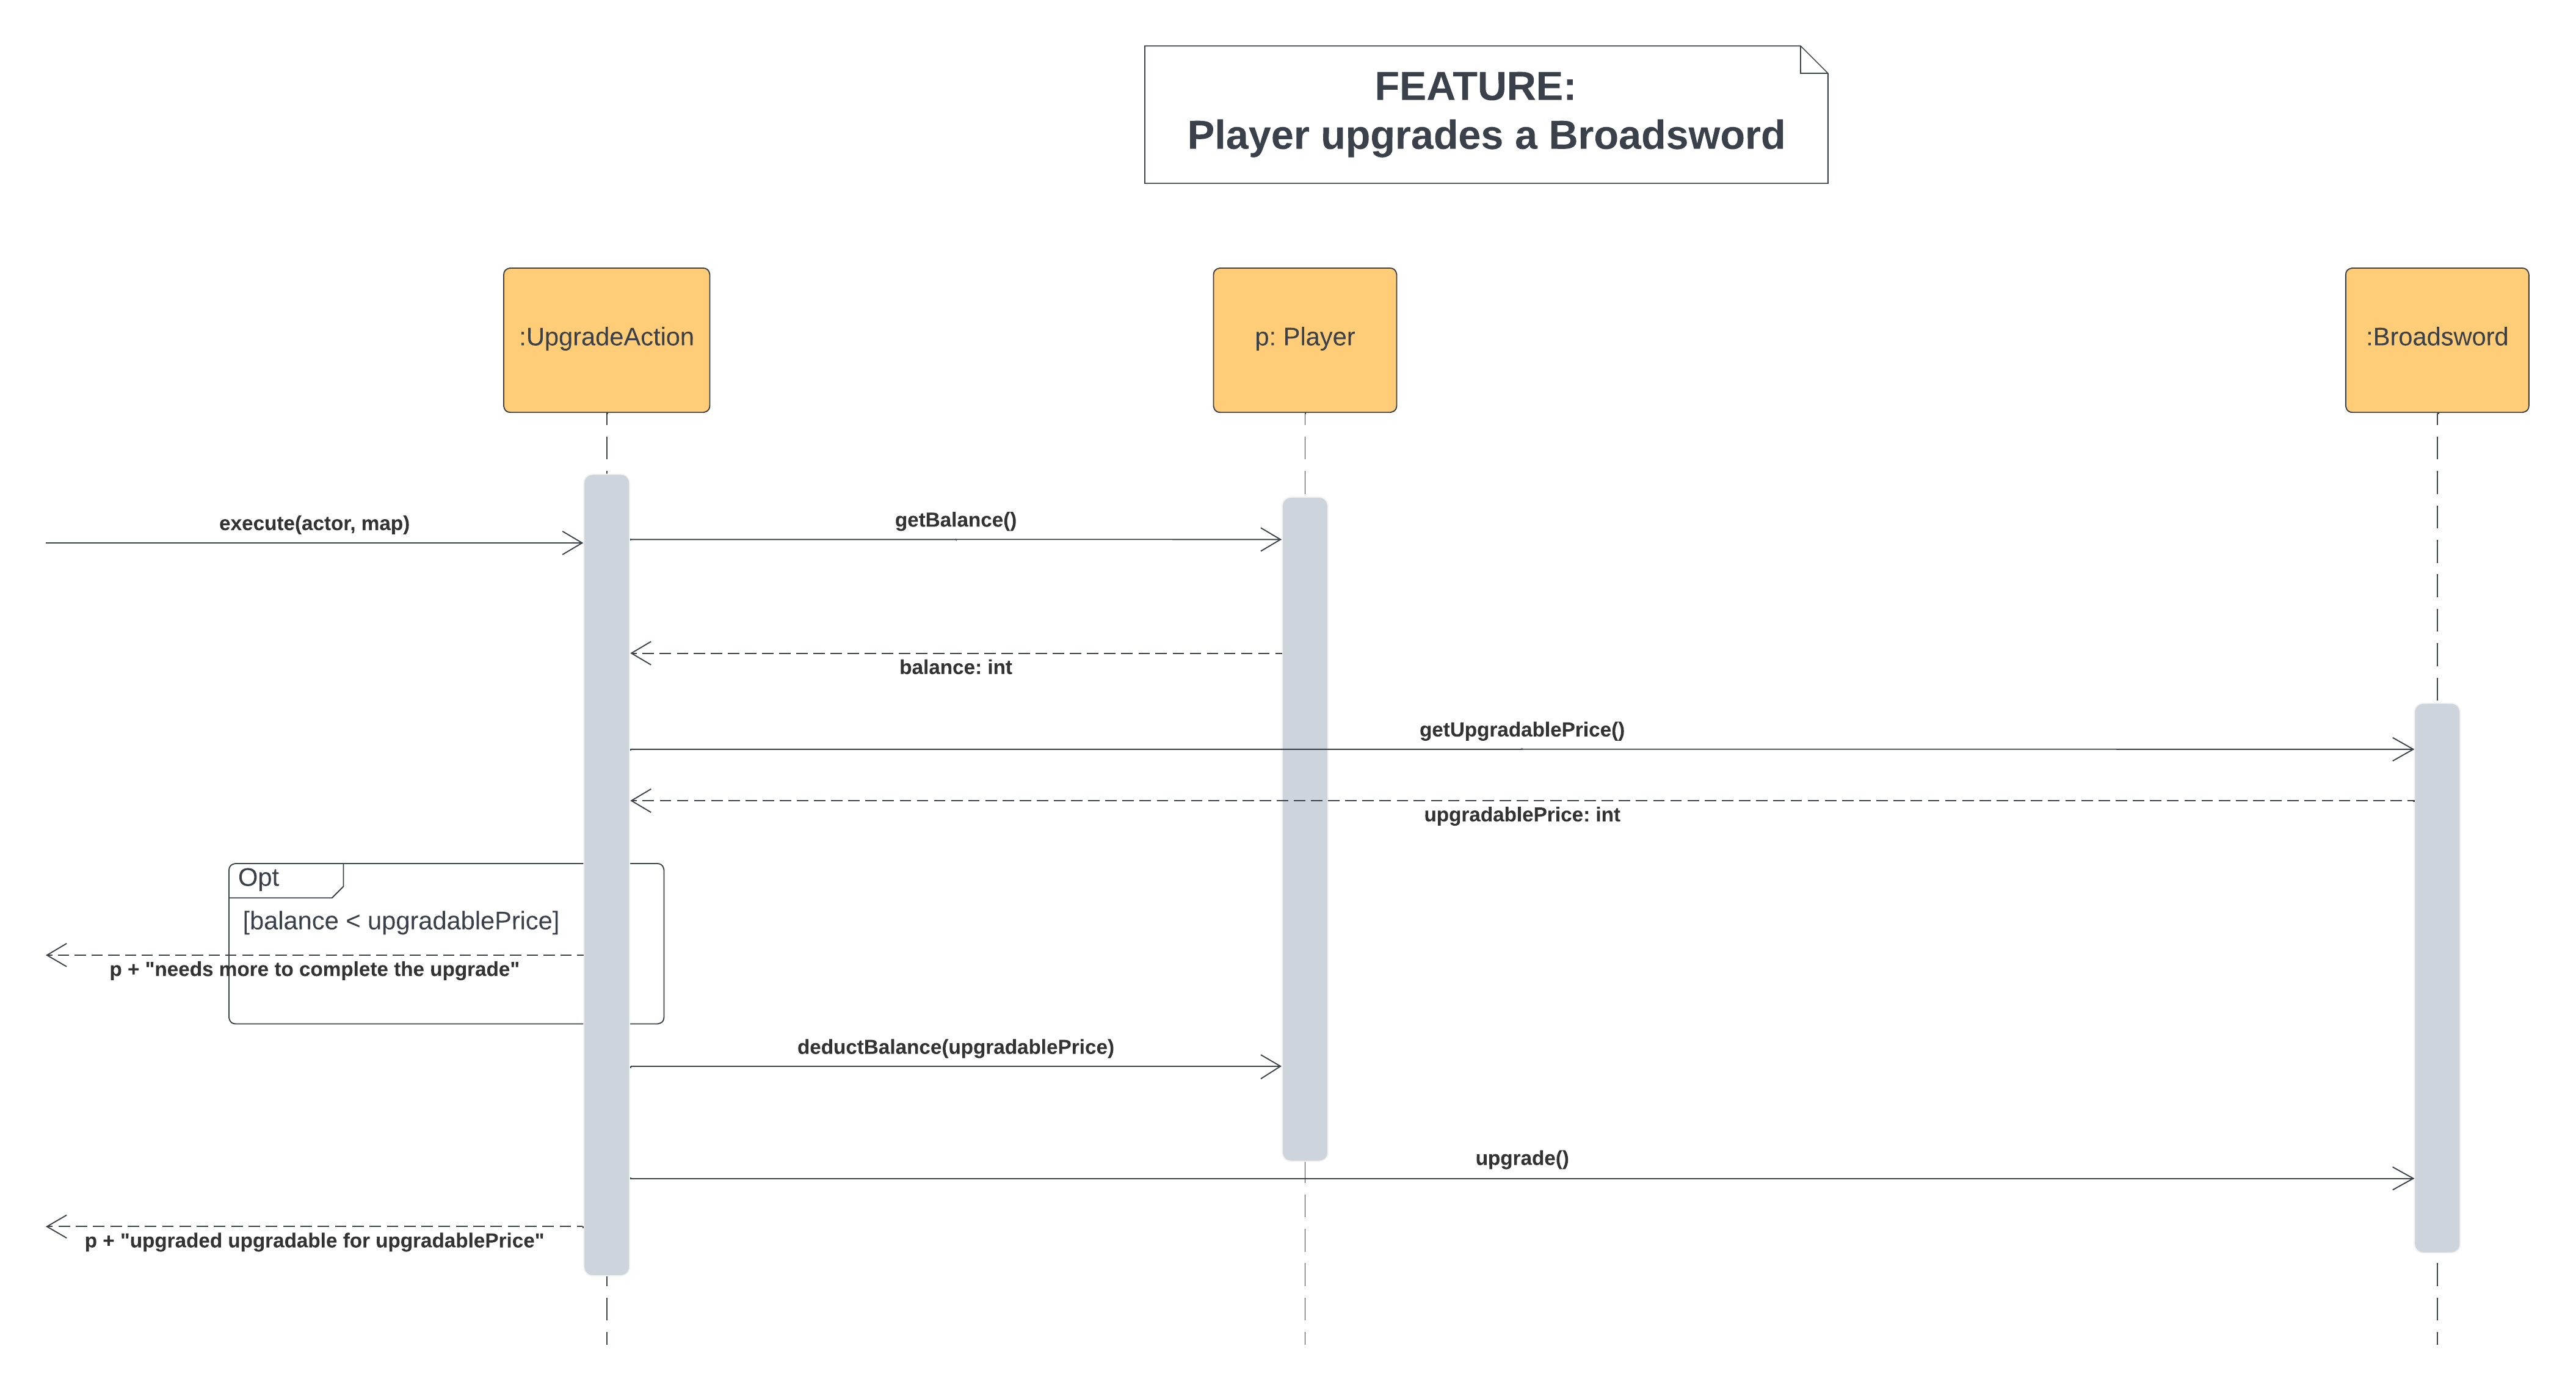 FEATURE:
Player upgrades a Broadsword
:UpgradeAction
p: Player
:Broadsword
execute(actor, map)
getBalance()
balance: int
getUpgradablePrice()
upgradablePrice: int
Opt
[balance < upgradablePrice]
p + "needs more to complete the upgrade"
deductBalance(upgradablePrice)
upgrade()
p + "upgraded upgradable for upgradablePrice"